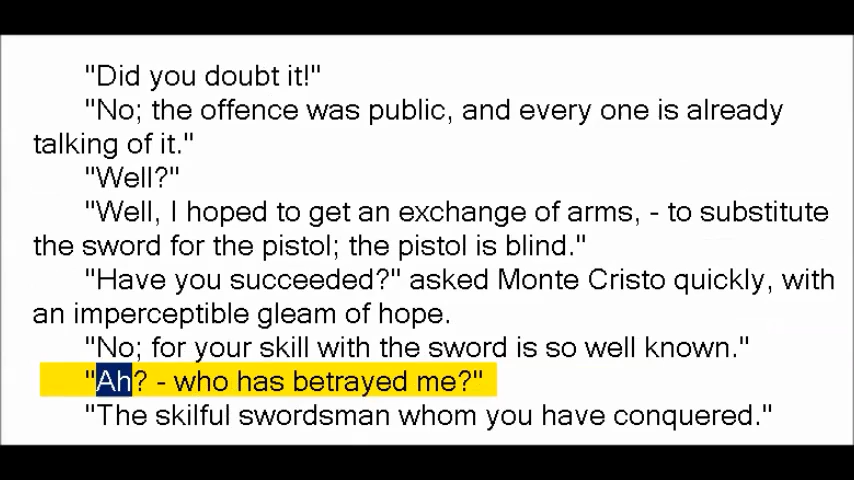 "Did you doubt it!"
"No; the offence was public, and every one is already
talking of it."
"Well?"
"Well, I hoped to get an exchange of arms, - to substitute
the sword for the pistol; the pistol is blind."
"Have you succeeded?" asked Monte Cristo quickly, with
an imperceptible gleam of hope.
"No; for your skill with the sword is so well known."
"Ah? - who has betrayed me?"
"The skilful swordsman whom you have conquered."